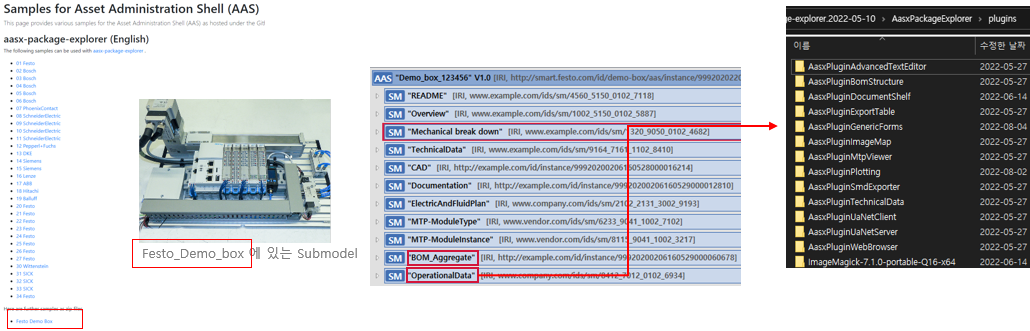 Samples for Asset Administration Shell (AAS)
This page provides various samples for the Asset Administration Shell (AAS) as hosted under the Git!
aasx-package-explorer (English)
The following samples can be used with aasx-package-explorer .
01 Festo
02 Bosch
03 Bosch
04 Bosch
05 Bosch
06 Bosch
07 PhoenixContact
08 SchneiderElectric
09 SchneiderElectric
10 SchneiderElectric
11 SchneiderElectric
12 Pepperl+Fuchs
13 DKE
14 Siemens
15 Siemens
16 Lenze
17 ABB
18 Hitachi
19 Balluff
20 Festo
21 Festo
22 Festo
23 Festo
24 Festo
25 Festo
26 Festo
27 Festo
30 Wittenstein
31 SICK
32 SICK
33 SICK
34 Festo
Here are further samples as zip files
Festo Demo Box
Festo_Demo_box 에 있는 Submodel
AAS "Demo_box_123456" V1.0 [IRI, http://smart.festo.com/id/demo-box/aas/instance/999202022
SM "README" [IRI, www.example.com/ids/sm/4560_5150_0102_7118]
SM "Overview" [IRI, www.example.com/ids/sm/1002_5150_0102_5887]
SM "Mechanical break down" [IRI, www.example.com/ids/sm/ 320_9050_0102_4682]
SM "TechnicalData" [IRI, www.example.com/ids/sm/9164_7161_1102_8410]
SM "CAD" [IRI, http://example.com/id/instance/9992020020616052800001621​4]
SM "Documentation" [IRI, http://example.com/id/instance/9992020020616052900001281​0]
SM "ElectricAndFluidPlan" [IRI, www.company.com/ids/sm/2102_2131_3002_9193]
SM "MTP-ModuleType" [IRI, www.vendor.com/ids/sm/6233_9041_1002_7102]
SM "MTP-ModuleInstance" [IRI, www.vendor.com/ids/sm/8115_9041_1002_3217]
SM "BOM_Aggregate" [IRI, http://example.com/id/instance/9992020020616052900006067​8]
SM "OperationalData" [IRI, www.company.com/ids/sm/8412_7012_0102_6934]
ge-explorer.2022-05-10 > AasxPackageExplorer > plugins
이름 수정한 날짜
AasxPluginAdvancedTextEditor 2022-05-27
AasxPluginBomStructure 2022-05-27
AasxPluginDocumentShelf 2022-06-14
AasxPluginExportTable 2022-05-27
AasxPluginGenericForms 2022-08-04
AasxPluginImageMap 2022-05-27
AasxPluginMtpViewer 2022-05-27
AasxPluginPlotting 2022-08-02
AasxPluginSmdExporter 2022-05-27
AasxPluginTechnicalData 2022-05-27
AasxPluginUaNetClient 2022-05-27
AasxPluginUaNetServer 2022-05-27
AasxPluginWebBrowser 2022-05-27
ImageMagick-7.1.0-portable-Q16-x64 2022-06-14